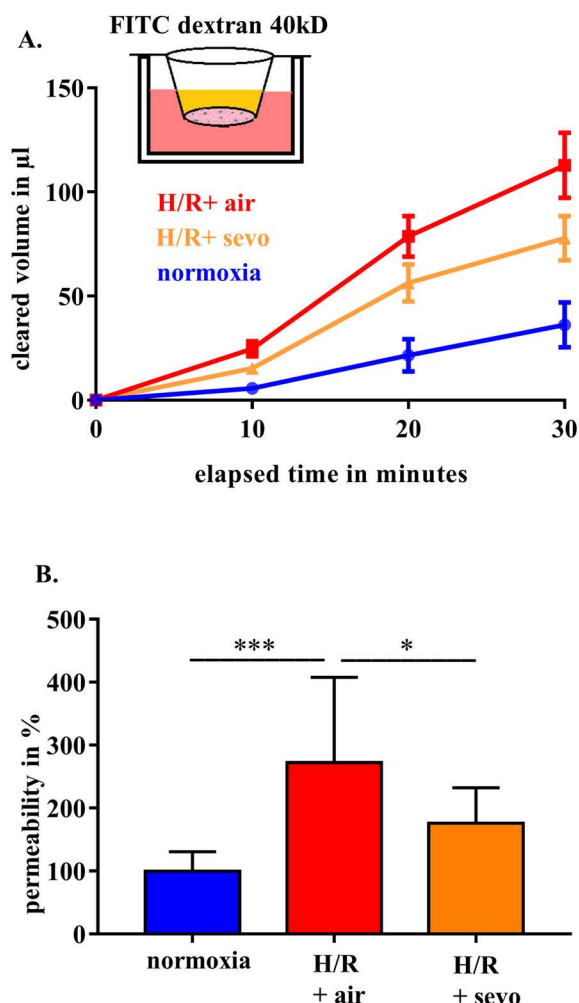 A.
FITC dextran 40kD
150
100
50
0
cleared volume in µl
H/R+ air
H/R+ sevo
normoxia
0 10 20 30
elapsed time in minutes
B.
500
400
300
200
100
0
permeability in %
*** *
normoxia H/R + air H/R + sevo